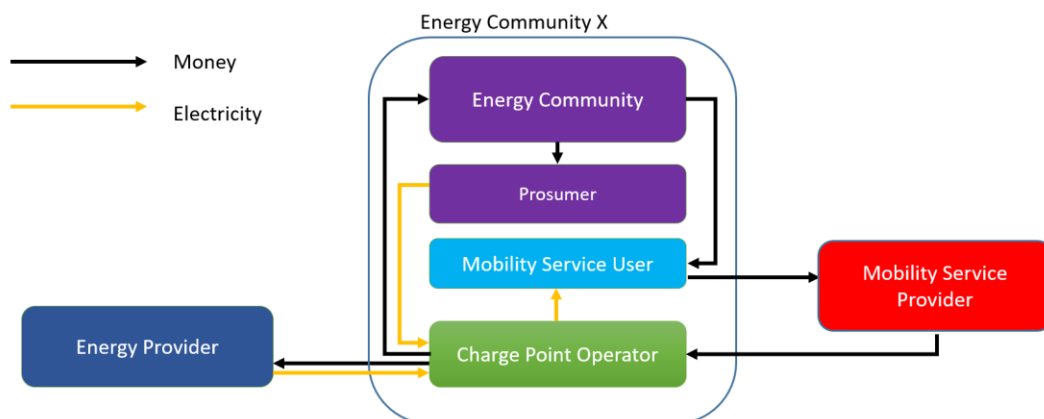 Energy Community X
Money
Electricity
Energy Community
Prosumer
Mobility Service User
Mobility Service
Provider
Energy Provider
Charge Point Operator